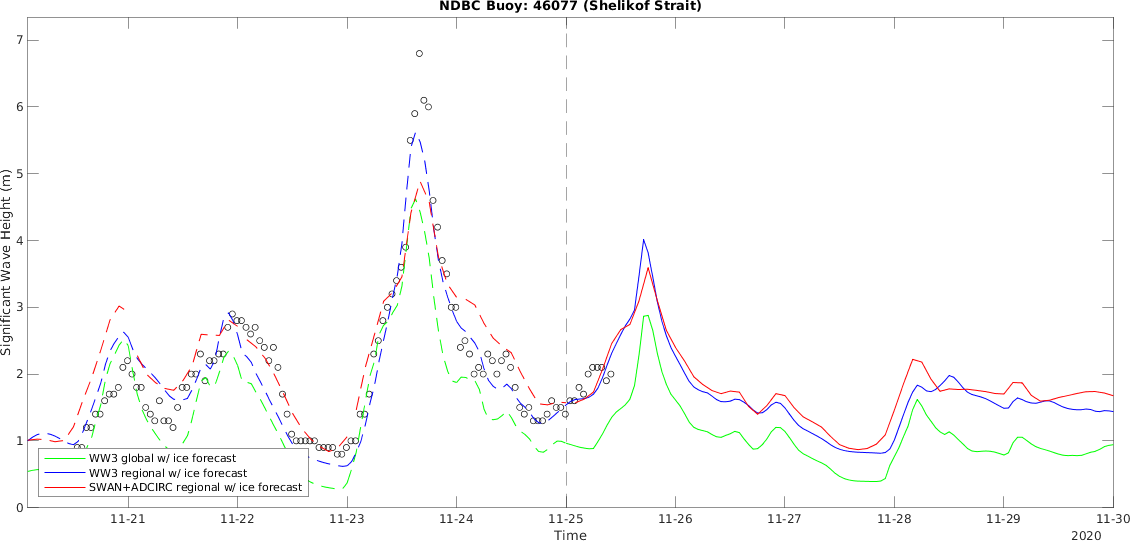 NDBC Buoy: 46077 (Shelikof Strait)
Significant Wave Height (m)
7
6
5
4
3
2
1
0
WW3 global w/ ice forecast
WW3 regional w/ ice forecast
SWAN+ADCIRC regional w/ ice forecast
11-21 11-22 11-23 11-24 11-25 11-26 11-27 11-28 11-29 11-30
Time
2020